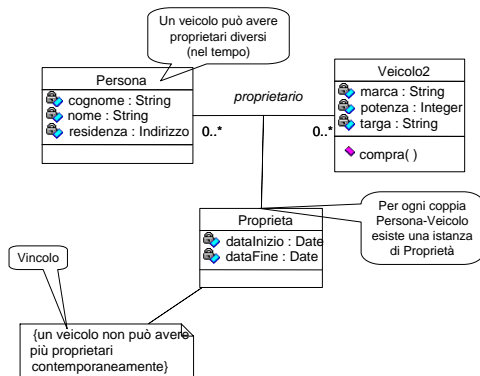 Un veicolo può avere
proprietari diversi
(nel tempo)
Persona
cognome : String
nome : String
residenza : Indirizzo
proprietario
0..*
0..*
Veicolo2
marca : String
potenza : Integer
targa : String
compra( )
Proprieta
dataInizio : Date
dataFine : Date
Per ogni coppia
Persona-Veicolo
esiste una istanza
di Proprietà
Vincolo
{un veicolo non può avere
più proprietari
contemporaneamente}